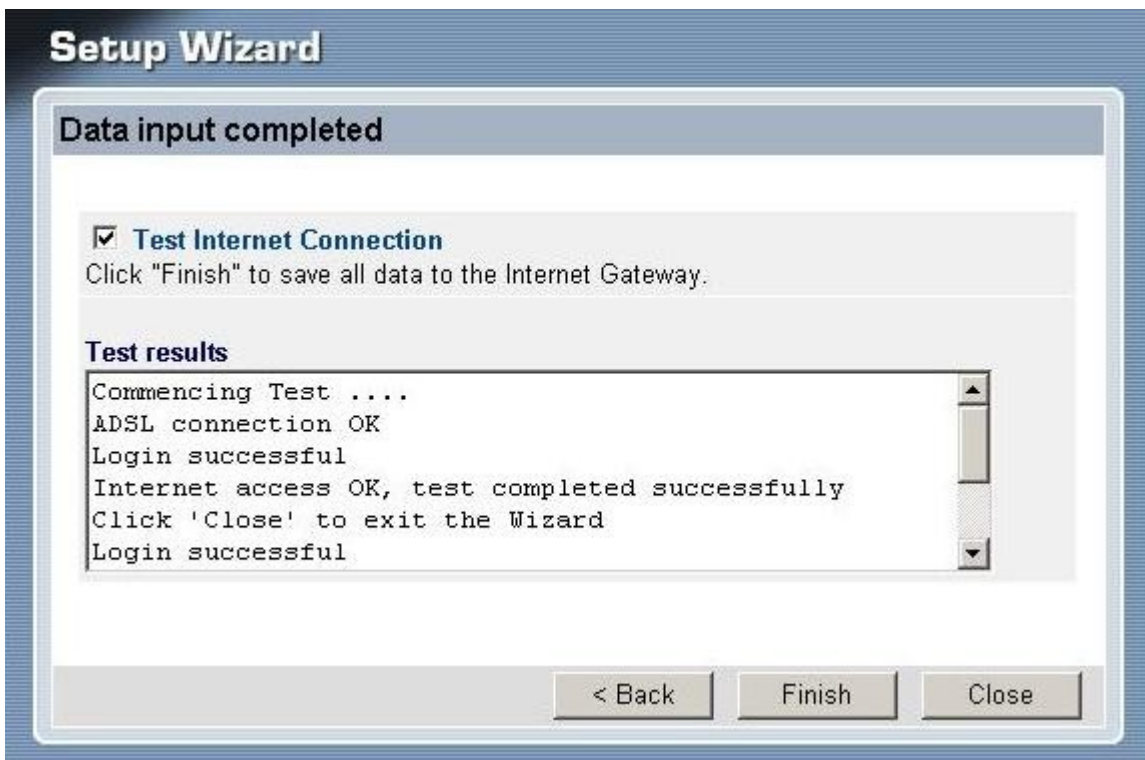 Setup Wizard
Data input completed
Test Internet Connection
Click "Finish" to save all data to the Internet Gateway.
Test results
Commencing Test ....
ADSL connection OK
Login successful
Internet access OK, test completed successfully
Click 'Close' to exit the Wizard
Login successful
< Back
Finish
Close